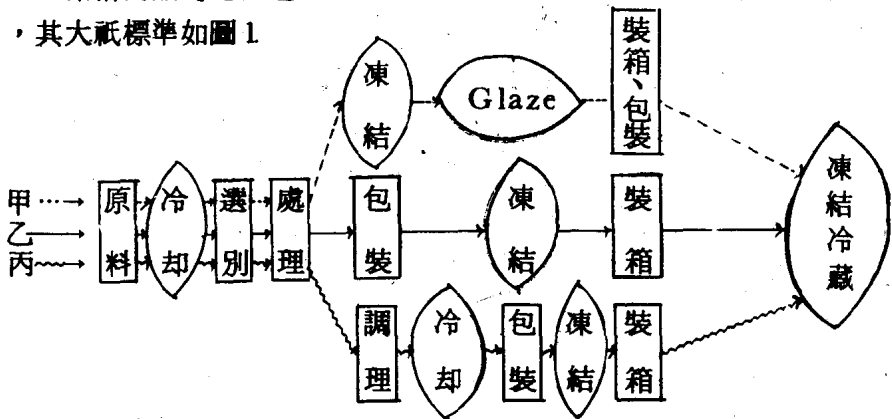 ，其大祇標準如圖1
甲
乙
丙
原料
冷却
選別
處理
凍結
Glaze
裝箱、包裝
包裝
凍結
裝箱
調理
冷却
包裝
凍結
裝箱
凍結冷藏